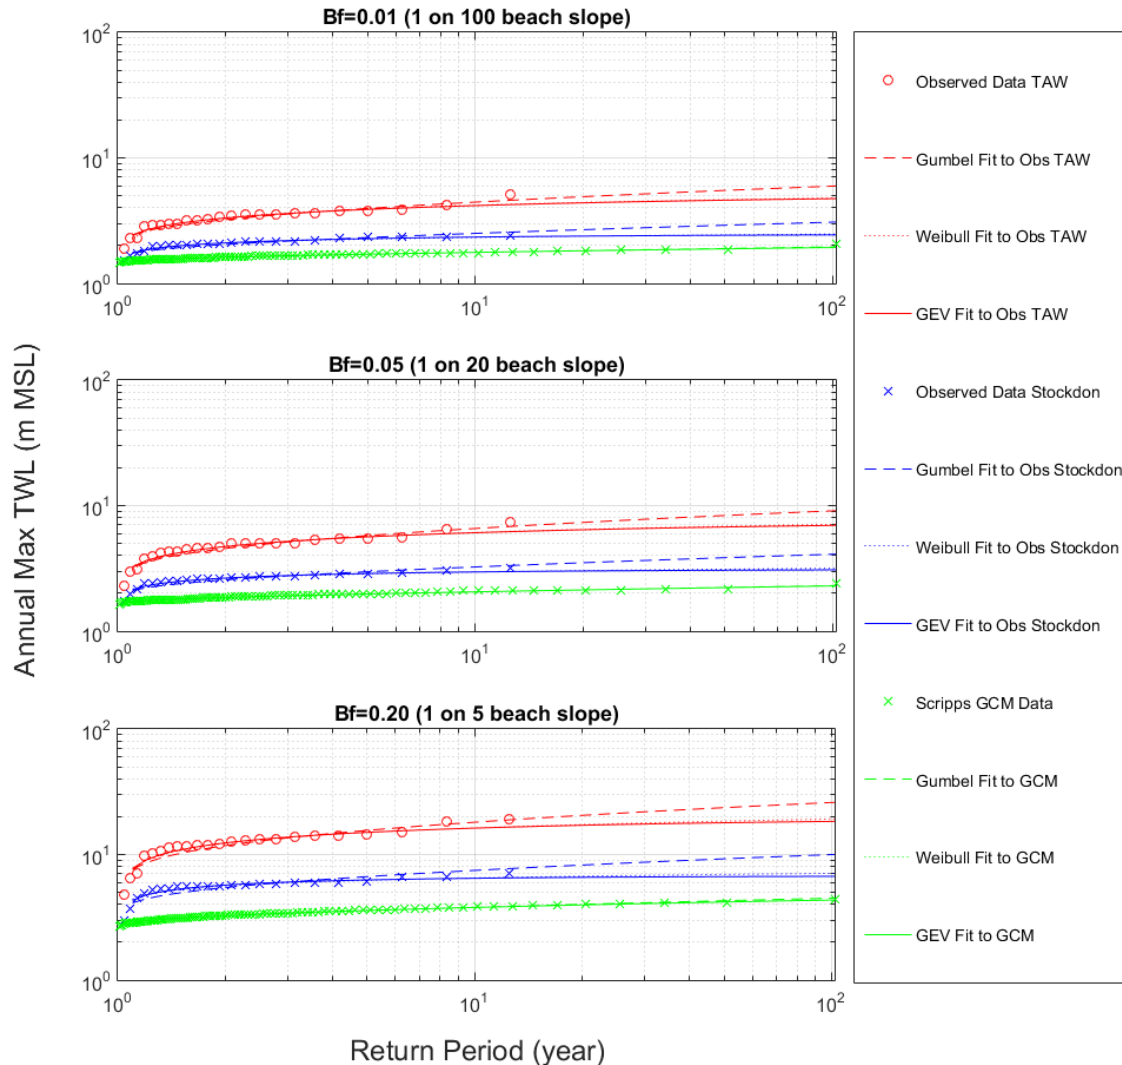 Bf=0.01 (1 on 100 beach slope)
10^2
10^1
10^0
10^0
10^1
10^2
Bf=0.05 (1 on 20 beach slope)
10^2
10^1
10^0
10^0
10^1
10^2
Bf=0.20 (1 on 5 beach slope)
10^2
10^1
10^0
10^0
10^1
10^2
Annual Max TWL (m MSL)
Return Period (year)
Observed Data TAW
Gumbel Fit to Obs TAW
Weibull Fit to Obs TAW
GEV Fit to Obs TAW
Observed Data Stockdon
Gumbel Fit to Obs Stockdon
Weibull Fit to Obs Stockdon
GEV Fit to Obs Stockdon
Scripps GCM Data
Gumbel Fit to GCM
Weibull Fit to GCM
GEV Fit to GCM